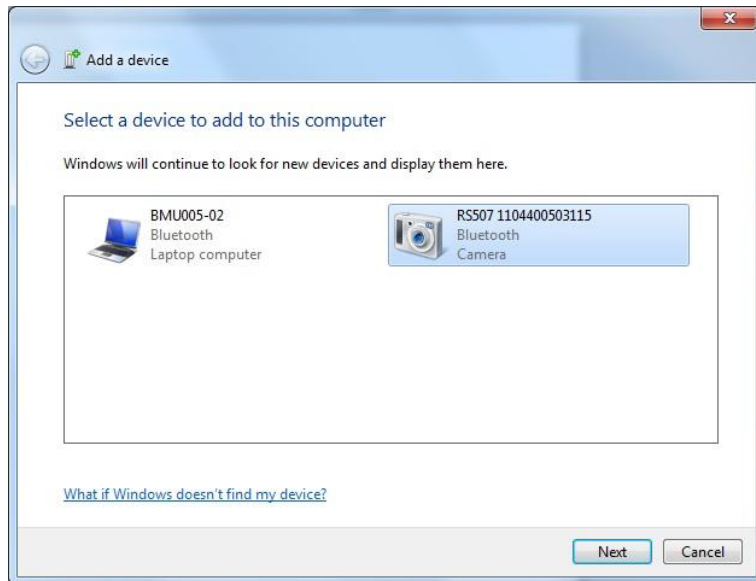 Add a device
Select a device to add to this computer
Windows will continue to look for new devices and display them here.
BMU005-02
Bluetooth
Laptop computer
RS507 1104400503115
Bluetooth
Camera
What if Windows doesn't find my device?
Next
Cancel